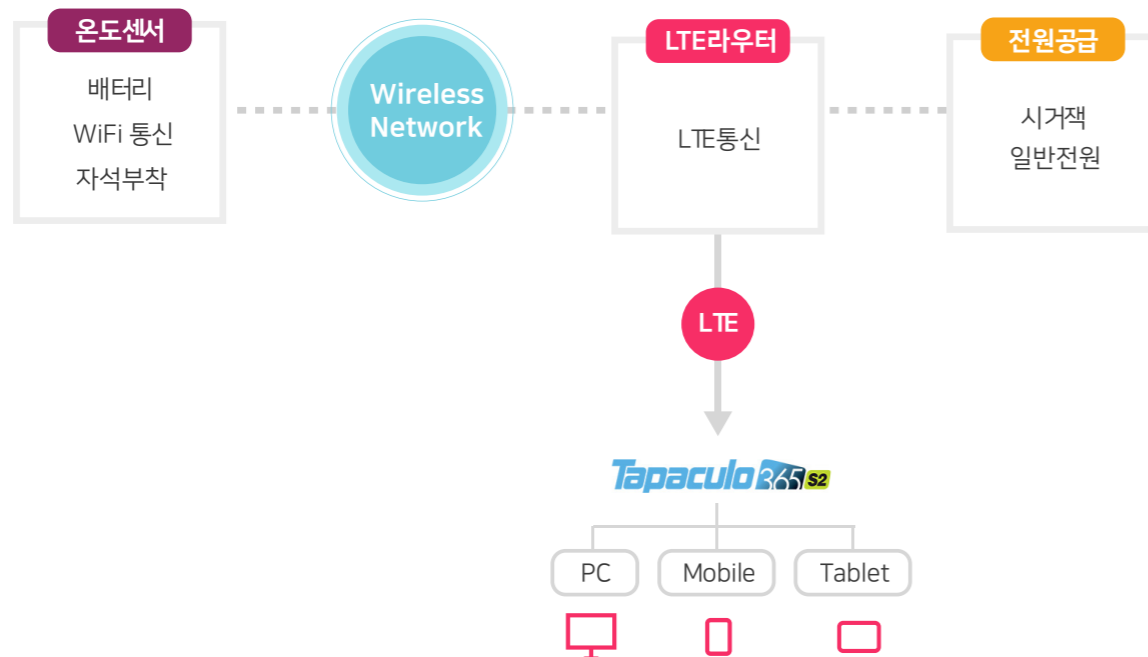 온도센서
배터리
WiFi 통신
자석부착
Wireless
Network
LTE라우터
LTE통신
전원공급
시거잭
일반전원
LTE
Tapaculo 365 S2
PC
Mobile
Tablet